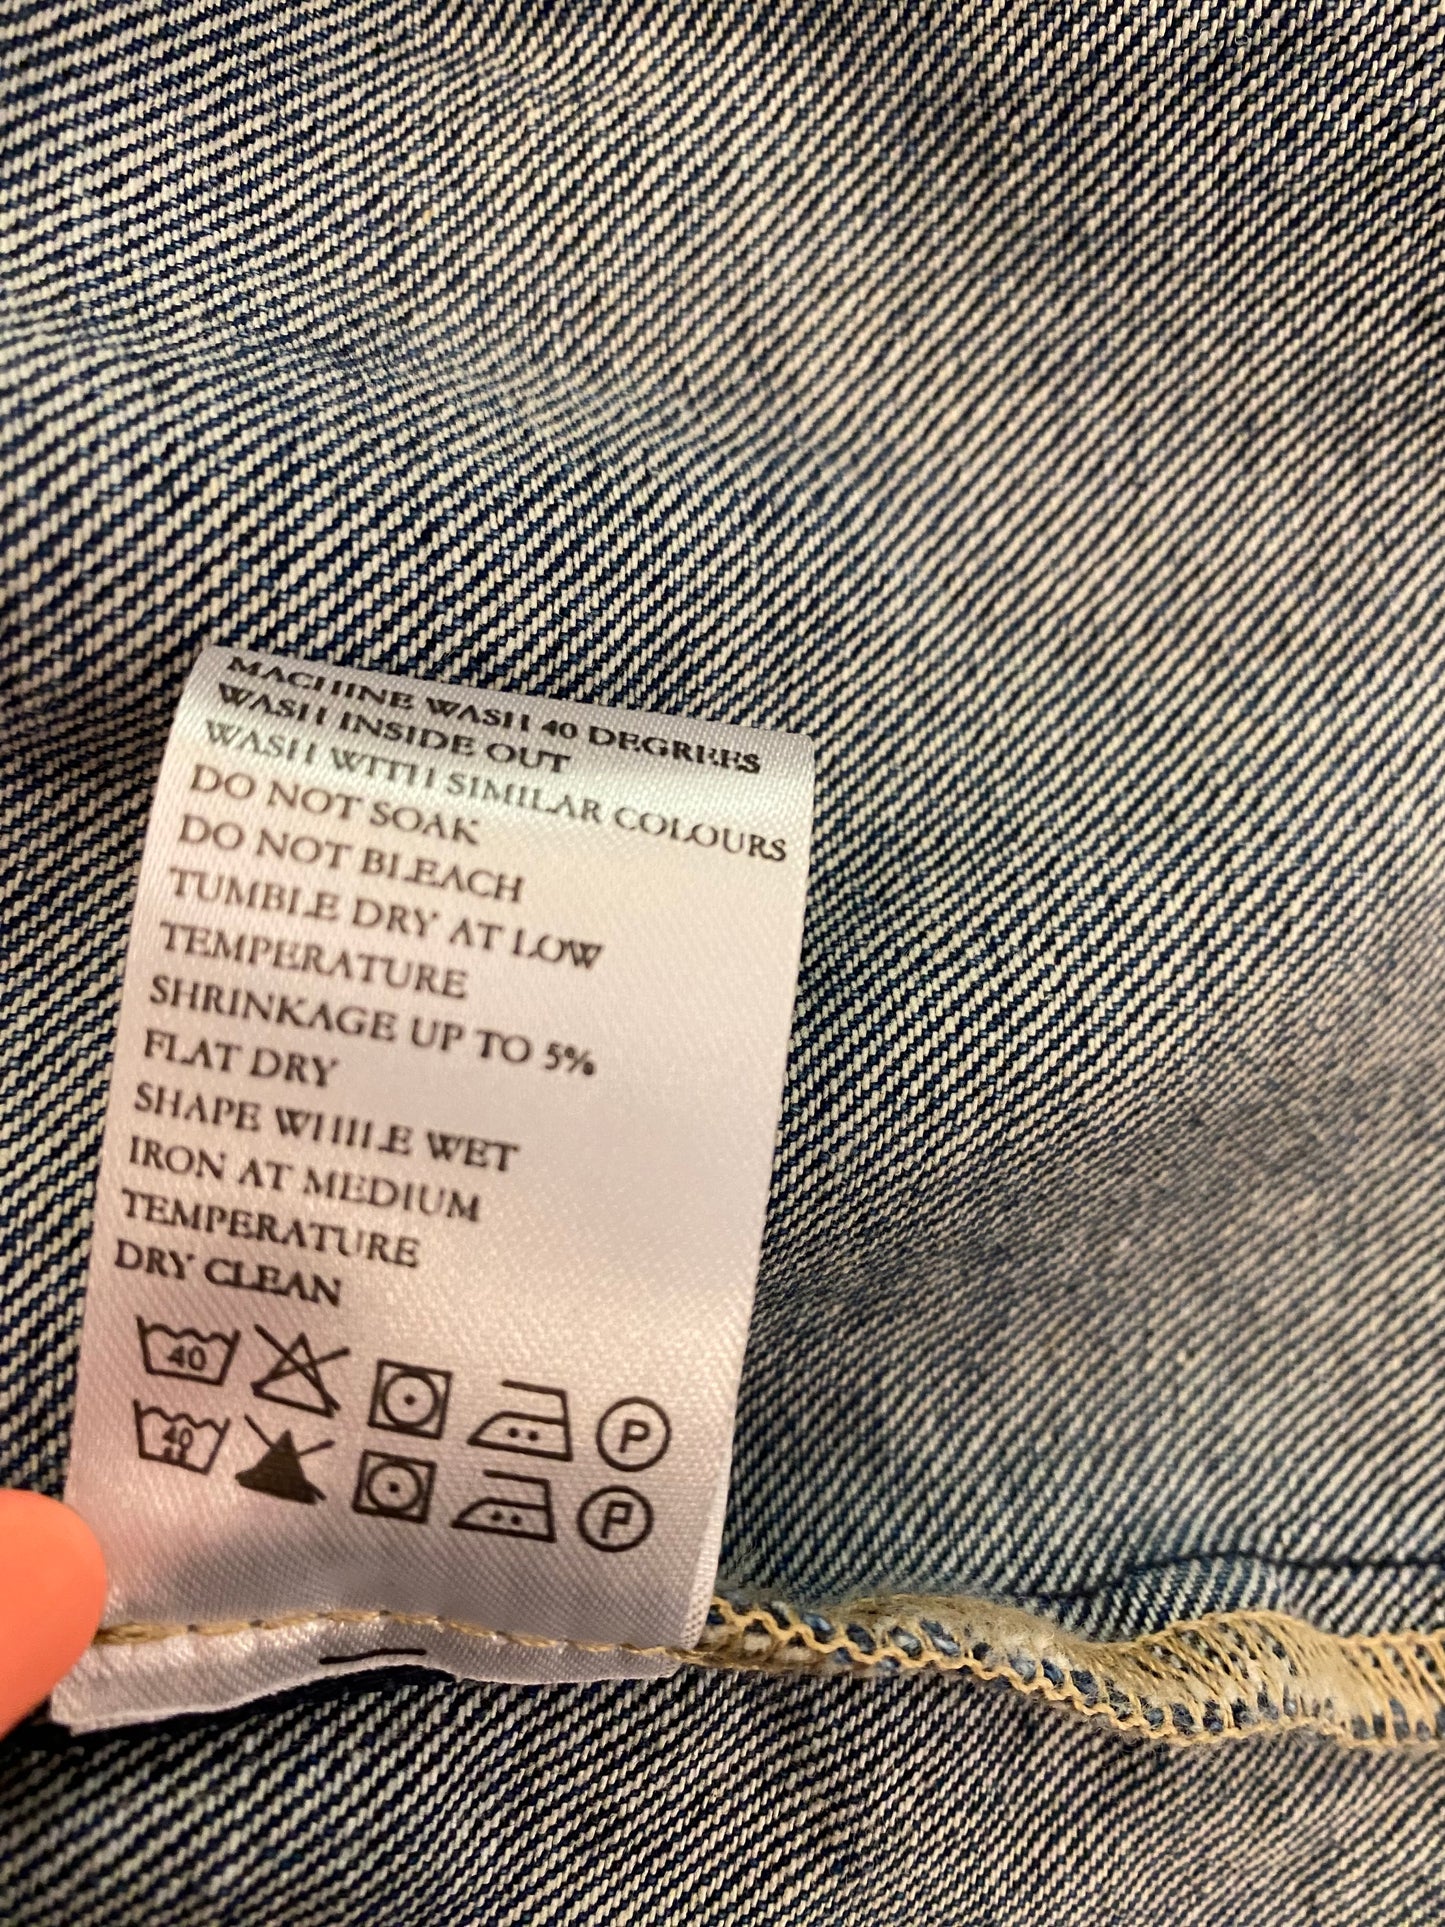 MACHINE WASH 40 DEGREES
WASH INSIDE OUT
WASH WITH SIMILAR COLOURS
DO NOT SOAK
DO NOT BLEACH
TUMBLE DRY AT LOW
TEMPERATURE
SHRINKAGE UP TO 5%
FLAT DRY
SHAPE WHILE WET
IRON AT MEDIUM
TEMPERATURE
DRY CLEAN
40 P
40 P